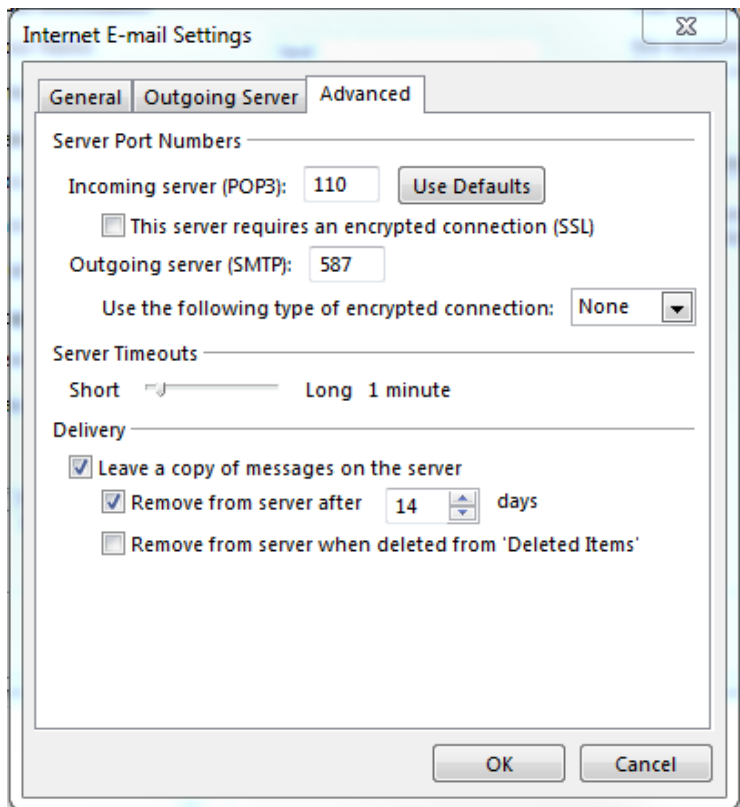 Internet E-mail Settings
General Outgoing Server Advanced
Server Port Numbers
Incoming server (POP3): 110 Use Defaults
This server requires an encrypted connection (SSL)
Outgoing server (SMTP): 587
Use the following type of encrypted connection: None
Server Timeouts
Short Long 1 minute
Delivery
Leave a copy of messages on the server
Remove from server after 14 days
Remove from server when deleted from 'Deleted Items'
OK Cancel